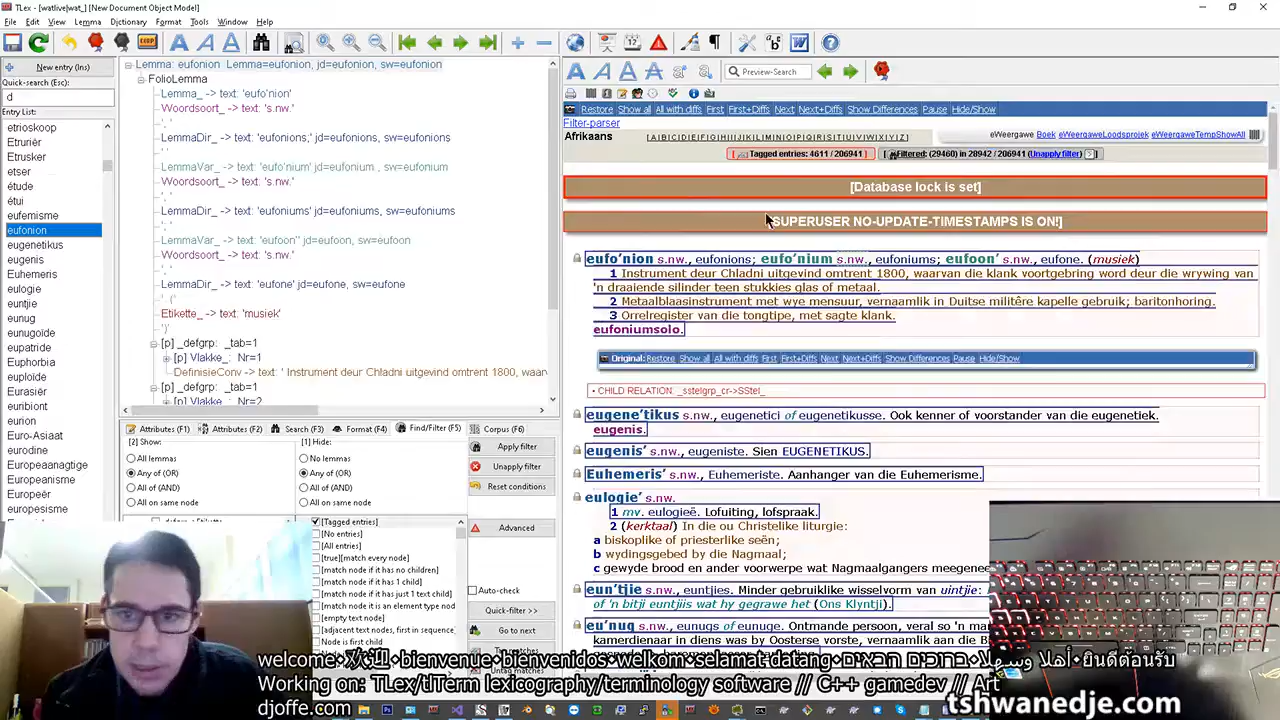 TLex - [watlive|wat_] [New Document Object Model]
File Edit View Lemma Dictionary Format Tools Window Help
New entry (Ins)
Quick-search (Esc)
d
Entry List:
etrioskoop
Etruriër
Etrusker
etser
étude
étui
eufemisme
eufonion
eugenetikus
eugenis
Euhemeris
eulogie
euntjie
eunug
eunugoïde
eupatride
Euphorbia
euploïde
Eurasiër
euribiont
eurion
Euro-Asiaat
eurodine
Europeaanagtige
Europeanisme
Europeër
europesisme
Lemma: eufonion Lemma=eufonion, jd=eufonion, sw=eufonion
FolioLemma
Lemma_ -> text: 'eufo'nion'
Woordsoort_ -> text: 's.nw.'
', '
LemmaDir_ -> text: 'eufonions;' jd=eufonions, sw=eufonions
' '
LemmaVar_ -> text: 'eufo'nium' jd=eufonium , sw=eufonium
Woordsoort_ -> text: 's.nw.'
', '
LemmaDir_ -> text: 'eufoniums' jd=eufoniums, sw=eufoniums
'; '
LemmaVar_ -> text: 'eufoon'' jd=eufoon, sw=eufoon
Woordsoort_ -> text: 's.nw.'
', '
LemmaDir_ -> text: 'eufone' jd=eufone, sw=eufone
' ('
Etikette_ -> text: 'musiek'
')'
[p] _defgrp: _tab=1
[p] Vlakke_: Nr=1
DefinisieConv -> text: ' Instrument deur Chladni uitgevind omtrent 1800, waar
[p] _defgrp: _tab=1
[p] Vlakke_: Nr=2
Attributes (F1) Attributes (F2) Search (F3) Format (F4) Find/Filter (F5) Corpus (F6)
[2] Show:
All lemmas
Any of (OR)
All of (AND)
All on same node
[1] Hide:
No lemmas
Any of (OR)
All of (AND)
All on same node
[Tagged entries]
[No entries]
[All entries]
[true][match every node]
[match node if it has no children]
[match node if it has 1 child]
[match node if it has just 1 text child]
[match node if it is an element type nod
[empty text node]
[adjacent text nodes, first in sequence
[Node is first child
Apply filter
Unapply filter
Reset conditions
Advanced
Auto-check
Quick-filter >>
Go to next
Preview-Search
Restore Show all All with diffs First First+Diffs Next Next+Diffs Show Differences Pause Hide/Show
Filter-parser
Afrikaans
[A|B|C|D|E|F|G|H|I|J|K|L|M|N|O|P|Q|R|S|T|U|V|W|X|Y|Z]
eWeergawe Boek eWeergaweLoodsprojek eWeergaweTempShowAll
[ Tagged entries: 4611 / 206941 ] [ Filtered: (29460) in 28942 / 206941 (Unapply filter) ]
[Database lock is set]
SUPERUSER NO-UPDATE-TIMESTAMPS IS ON!]
eufo'nion s.nw., eufonions; eufo'nium s.nw., eufoniums; eufoon' s.nw., eufone. (musiek)
1 Instrument deur Chladni uitgevind omtrent 1800, waarvan die klank voortgebring word deur die wrywing van
'n draaiende silinder teen stukkies glas of metaal.
2 Metaalblaasinstrument met wye mensuur, vernaamlik in Duitse militêre kapelle gebruik; baritonhoring.
3 Orrelregister van die tongtipe, met sagte klank.
eufoniumsolo.
Original: Restore Show all All with diffs First First+Diffs Next Next+Diffs Show Differences Pause Hide/Show
• CHILD RELATION: _sstelgrp_cr->SStel_
eugene'tikus s.nw., eugenetici of eugenetikusse. Ook kenner of voorstander van die eugenetiek.
eugenis.
eugenis' s.nw., eugeniste. Sien EUGENETIKUS.
Euhemeris' s.nw., Euhemeriste. Aanhanger van die Euhemerisme.
eulogie' s.nw.
1 mv. eulogieë. Lofuiting, lofspraak.
2 (kerktaal) In die ou Christelike liturgie:
a biskoplike of priesterlike seën;
b wydingsgebed by die Nagmaal;
c gewyde brood en ander voorwerpe wat Nagmaalgangers meegenee
eun'tjie s.nw., euntjies. Minder gebruiklike wisselvorm van uintjie:
of 'n bitji euntjiis wat hy gegrawe het (Ons Klyntji).
eu'nug s.nw., eunugs of eunuge. Ontmande persoon, veral so 'n ma
kamerdienaar in diens was by Oosterse vorste, vernaamlik aan die B
welcome•欢迎•bienvenue•bienvenidos•welkom•selamat datang•ברוכים הבאים•أهلا وسهلا•ยินดีต้อนรับ
Working on: TLex/tlTerm lexicography/terminology software // C++ gamedev // Art
djoffe.com
tshwanedje.com